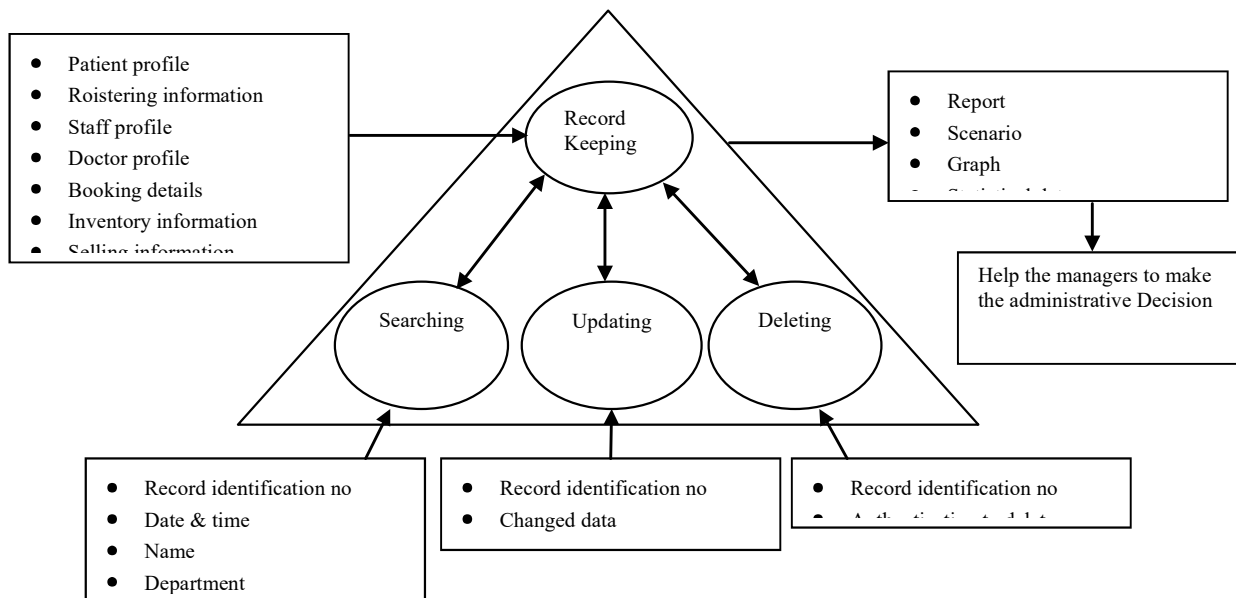 ● Patient profile
● Roistering information
● Staff profile
● Doctor profile
● Booking details
● Inventory information
● Selling information
Record
Keeping
● Report
● Scenario
● Graph
Help the managers to make
the administrative Decision
Searching
Updating
Deleting
● Record identification no
● Date & time
● Name
● Department
● Record identification no
● Changed data
● Record identification no